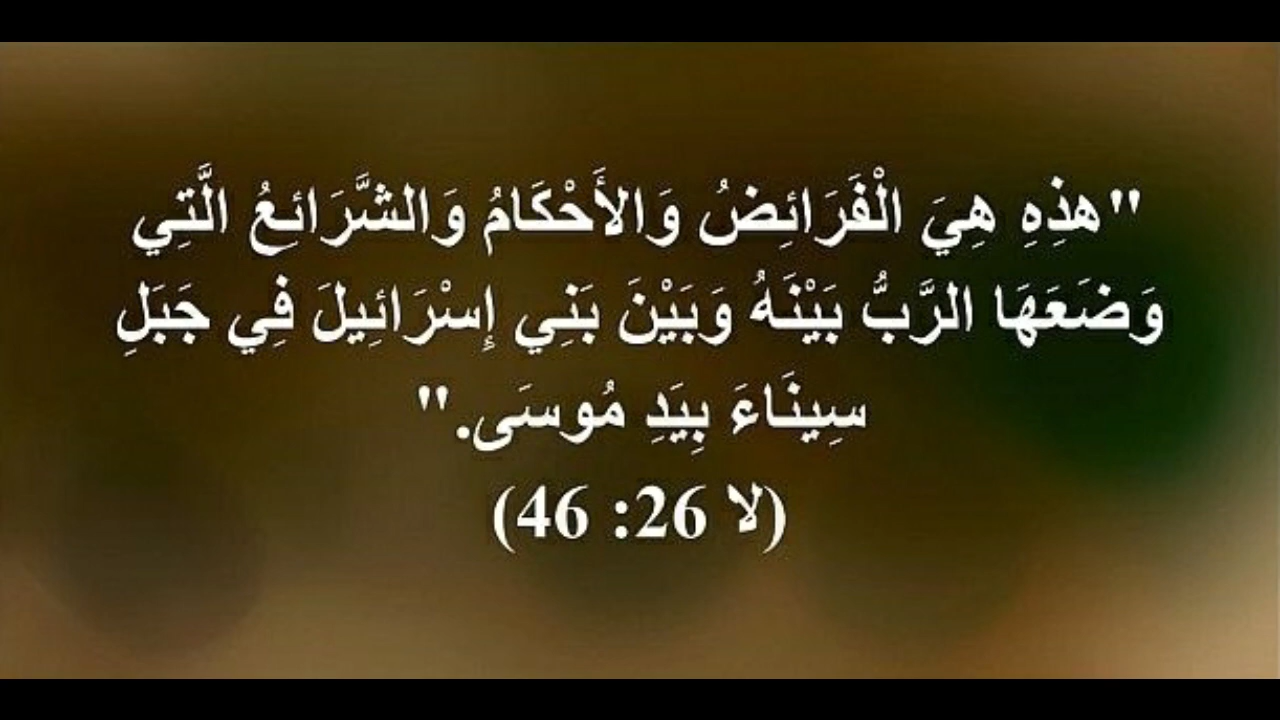 "هذِهِ هِيَ الْفَرَائِضُ وَالأَحْكَامُ وَالشَّرَائِعُ الَّتِي
وَضَعَهَا الرَّبُّ بَيْنَهُ وَبَيْنَ بَنِي إِسْرَائِيلَ فِي جَبَلِ
سِينَاءَ بِيَدِ مُوسَى."
(لا 26: 46)